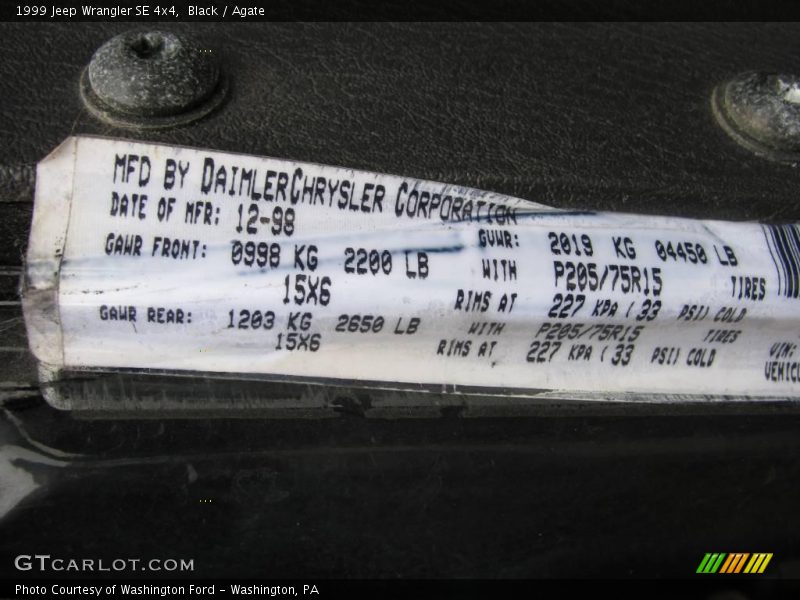 1999 Jeep Wrangler SE 4x4, Black / Agate
MFD BY DAIMLERCHRYSLER CORPORATION
DATE OF MFR: 12-98
GVWR: 2019 KG 04450 LB
GAWR FRONT: 0998 KG 2200 LB WITH P205/75R15 TIRES
15X6 RIMS AT 227 KPA ( 33 PSI) COLD
GAWR REAR: 1203 KG 2650 LB WITH P205/75R15 TIRES
15X6 RIMS AT 227 KPA ( 33 PSI) COLD
VIN:
GTCARLOT.COM
Photo Courtesy of Washington Ford - Washington, PA